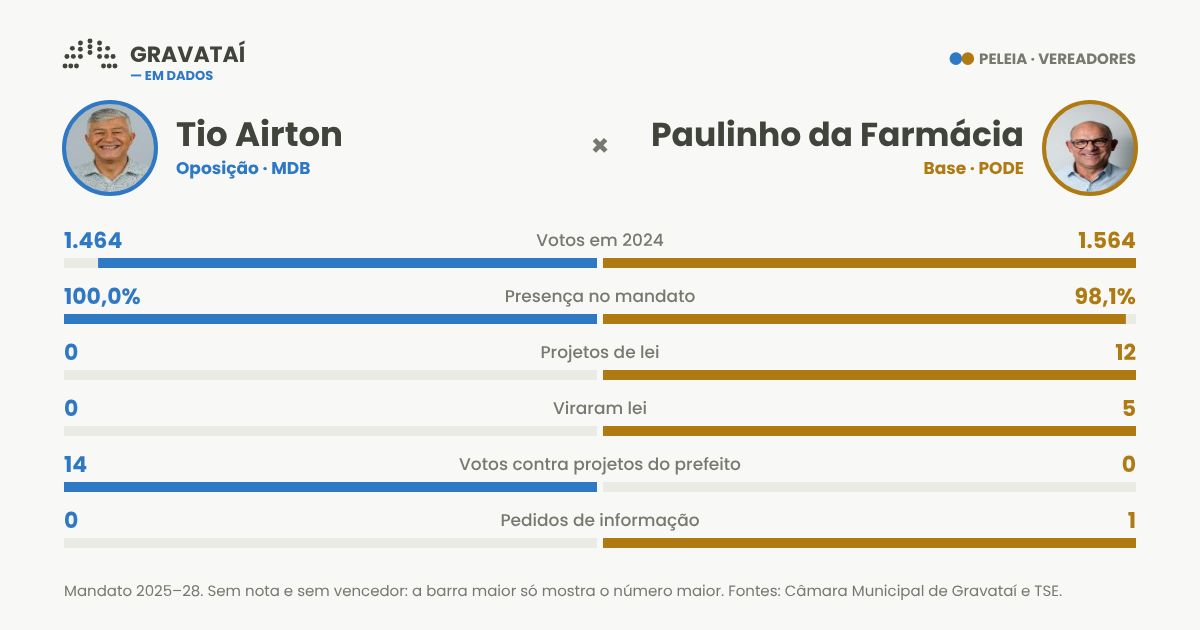 GRAVATAÍ
— EM DADOS
PELEIA · VEREADORES
Tio Airton
Oposição · MDB
×
Paulinho da Farmácia
Base · PODE
1.464 Votos em 2024 1.564
100,0% Presença no mandato 98,1%
0 Projetos de lei 12
0 Viraram lei 5
14 Votos contra projetos do prefeito 0
0 Pedidos de informação 1
Mandato 2025–28. Sem nota e sem vencedor: a barra maior só mostra o número maior. Fontes: Câmara Municipal de Gravataí e TSE.